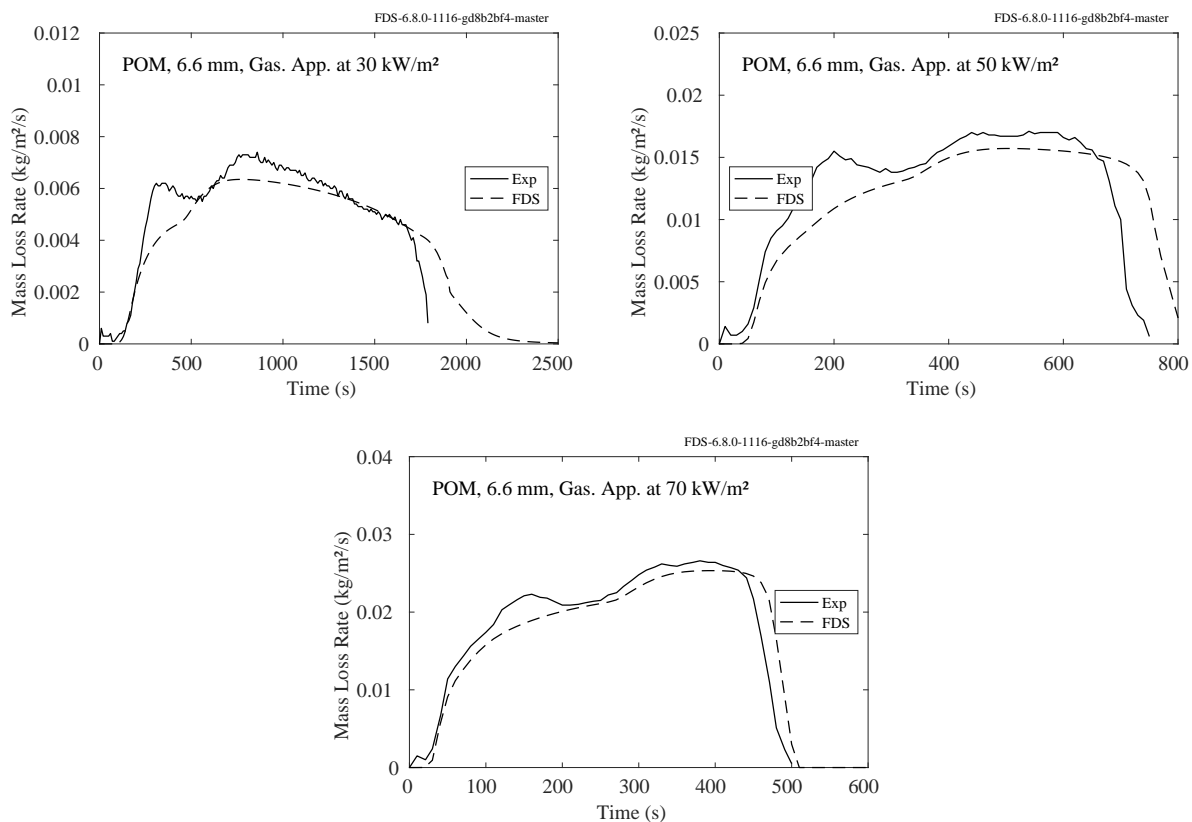 FDS-6.8.0-1116-gd8b2bf4-master
POM, 6.6 mm, Gas. App. at 30 kW/m²
Mass Loss Rate (kg/m²/s)
0.012
0.01
0.008
0.006
0.004
0.002
0
Exp
FDS
0 500 1000 1500 2000 2500
Time (s)
FDS-6.8.0-1116-gd8b2bf4-master
POM, 6.6 mm, Gas. App. at 50 kW/m²
Mass Loss Rate (kg/m²/s)
0.025
0.02
0.015
0.01
0.005
0
Exp
FDS
0 200 400 600 800
Time (s)
FDS-6.8.0-1116-gd8b2bf4-master
POM, 6.6 mm, Gas. App. at 70 kW/m²
Mass Loss Rate (kg/m²/s)
0.04
0.03
0.02
0.01
0
Exp
FDS
0 100 200 300 400 500 600
Time (s)